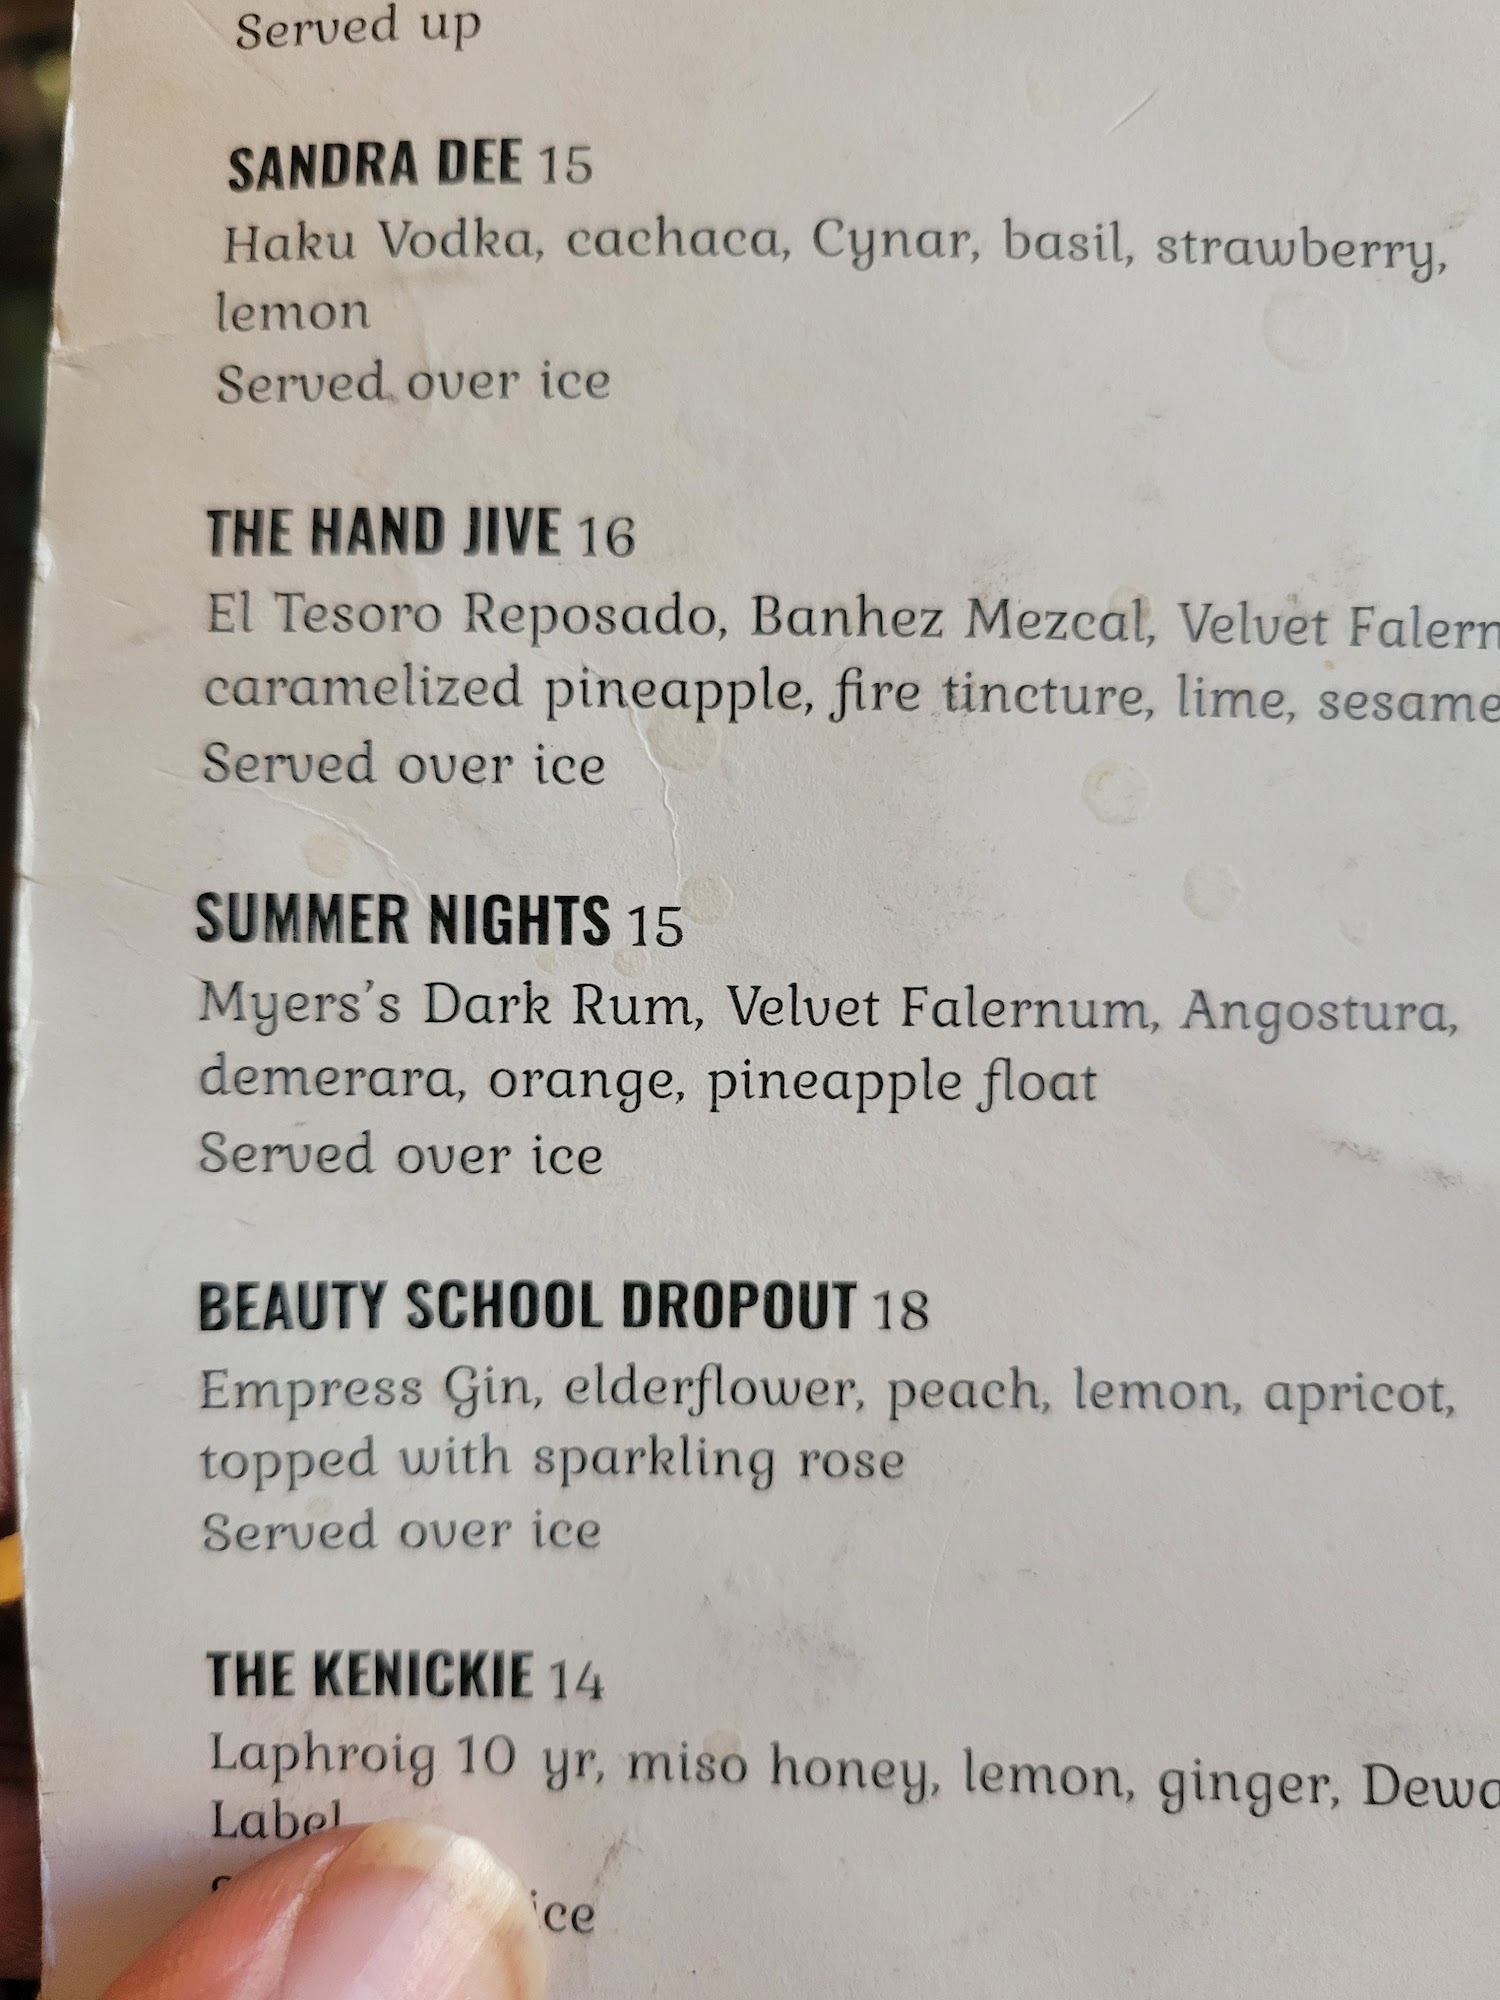 Served up
SANDRA DEE 15
Haku Vodka, cachaca, Cynar, basil, strawberry,
lemon
Served over ice
THE HAND JIVE 16
El Tesoro Reposado, Banhez Mezcal, Velvet Falern
caramelized pineapple, fire tincture, lime, sesame
Served over ice
SUMMER NIGHTS 15
Myers's Dark Rum, Velvet Falernum, Angostura,
demerara, orange, pineapple float
Served over ice
BEAUTY SCHOOL DROPOUT 18
Empress Gin, elderflower, peach, lemon, apricot,
topped with sparkling rose
Served over ice
THE KENICKIE 14
Laphroig 10 yr, miso honey, lemon, ginger, Dewa
Label
ice